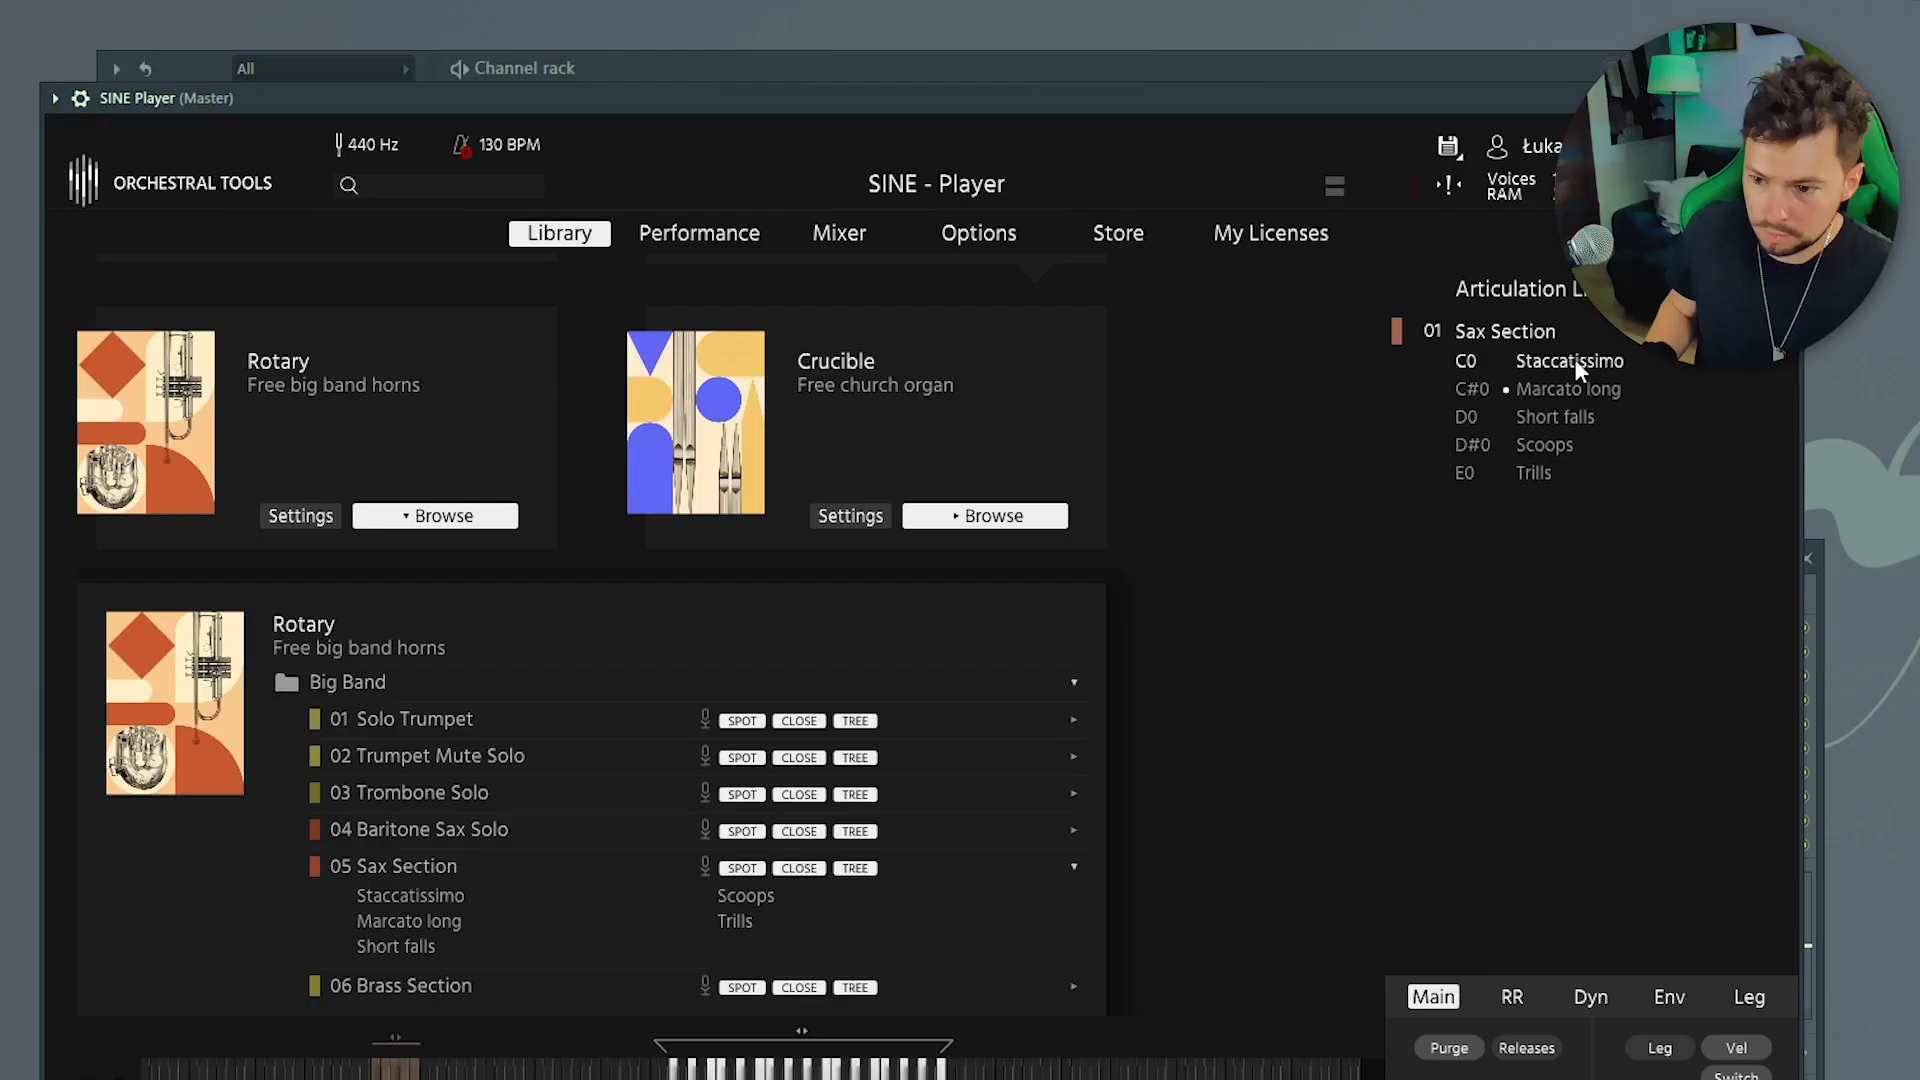 All
Channel rack
SINE Player (Master)
440 Hz
130 BPM
Łuka
ORCHESTRAL TOOLS
SINE - Player
Voices
RAM
Library
Performance
Mixer
Options
Store
My Licenses
Articulation
01 Sax Section
C0 Staccatissimo
C#0 • Marcato long
D0 Short falls
D#0 Scoops
E0 Trills
Rotary
Free big band horns
Settings
Browse
Crucible
Free church organ
Settings
Browse
Rotary
Free big band horns
Big Band
01 Solo Trumpet SPOT CLOSE TREE
02 Trumpet Mute Solo SPOT CLOSE TREE
03 Trombone Solo SPOT CLOSE TREE
04 Baritone Sax Solo SPOT CLOSE TREE
05 Sax Section SPOT CLOSE TREE
Staccatissimo Scoops
Marcato long Trills
Short falls
06 Brass Section SPOT CLOSE TREE
Main RR Dyn Env Leg
Purge Releases Leg Vel
Switch